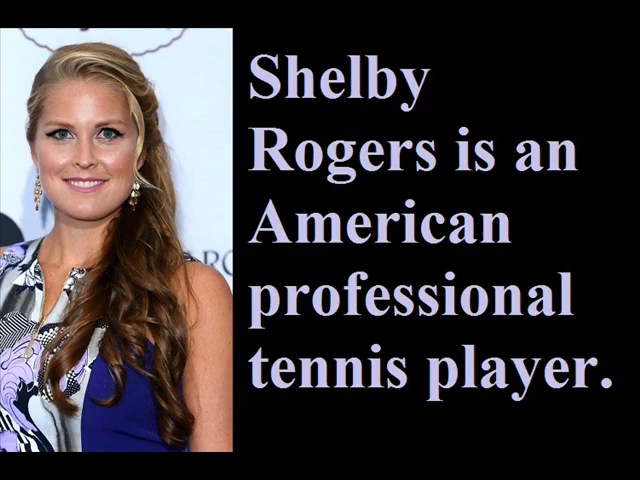 Shelby
Rogers is an
American
professional
tennis player.